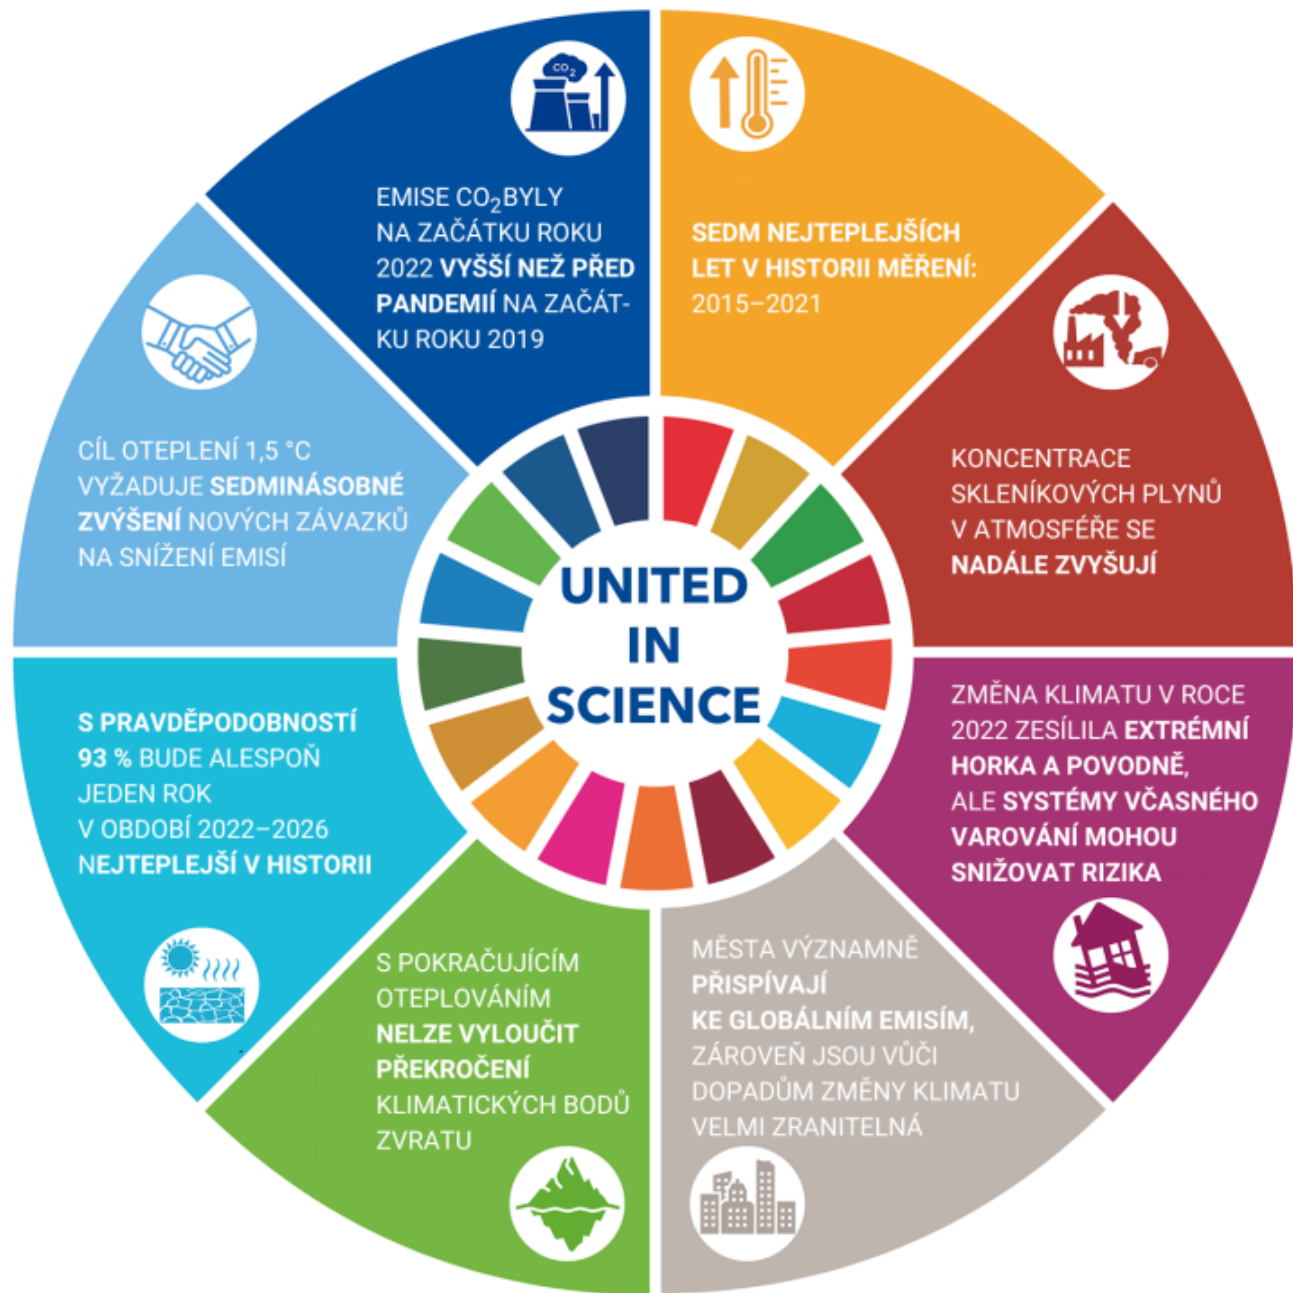 CO2
EMISE CO2BYLY
NA ZAČÁTKU ROKU
2022 VYŠŠÍ NEŽ PŘED
PANDEMIÍ NA ZAČÁT-
KU ROKU 2019
SEDM NEJTEPLEJŠÍCH
LET V HISTORII MĚŘENÍ:
2015–2021
KONCENTRACE
SKLENÍKOVÝCH PLYNŮ
V ATMOSFÉŘE SE
NADÁLE ZVYŠUJÍ
ZMĚNA KLIMATU V ROCE
2022 ZESÍLILA EXTRÉMNÍ
HORKA A POVODNĚ,
ALE SYSTÉMY VČASNÉHO
VAROVÁNÍ MOHOU
SNIŽOVAT RIZIKA
MĚSTA VÝZNAMNĚ
PŘISPÍVAJÍ
KE GLOBÁLNÍM EMISÍM,
ZÁROVEŇ JSOU VŮČI
DOPADŮM ZMĚNY KLIMATU
VELMI ZRANITELNÁ
S POKRAČUJÍCÍM
OTEPLOVÁNÍM
NELZE VYLOUČIT
PŘEKROČENÍ
KLIMATICKÝCH BODŮ
ZVRATU
S PRAVDĚPODOBNOSTÍ
93 % BUDE ALESPOŇ
JEDEN ROK
V OBDOBÍ 2022–2026
NEJTEPLEJŠÍ V HISTORII
CÍL OTEPLENÍ 1,5 °C
VYŽADUJE SEDMINÁSOBNÉ
ZVÝŠENÍ NOVÝCH ZÁVAZKŮ
NA SNÍŽENÍ EMISÍ
UNITED
IN
SCIENCE